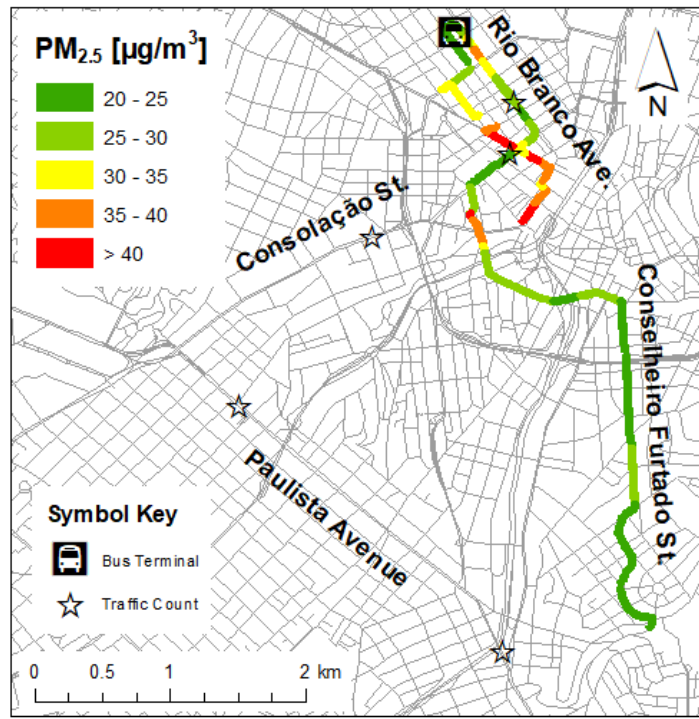 PM2.5 [µg/m³]
20 - 25
25 - 30
30 - 35
35 - 40
> 40
Rio Branco Ave.
N
Consolação St.
Conselheiro Furtado St.
Paulista Avenue
Symbol Key
Bus Terminal
Traffic Count
0 0.5 1 2 km